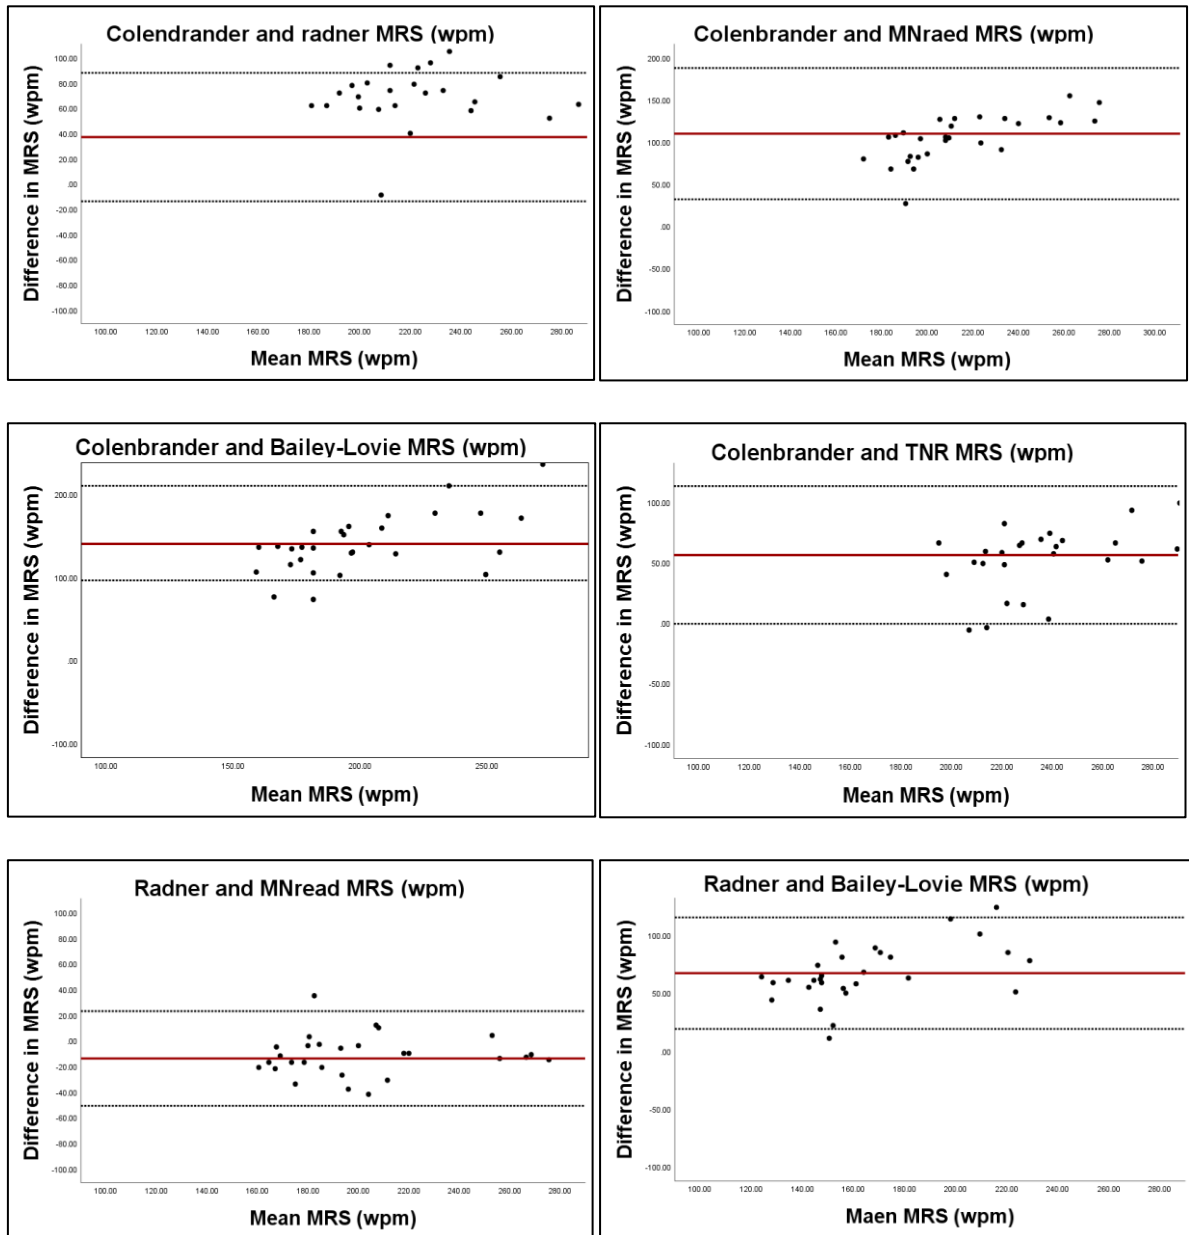 Colendrander and radner MRS (wpm)
Difference in MRS (wpm)
100.00
80.00
60.00
40.00
20.00
.00
-20.00
-40.00
-60.00
-80.00
-100.00
100.00 120.00 140.00 160.00 180.00 200.00 220.00 240.00 260.00 280.00
Mean MRS (wpm)
Colenbrander and MNraed MRS (wpm)
Difference in MRS (wpm)
200.00
150.00
100.00
50.00
.00
-50.00
-100.00
100.00 120.00 140.00 160.00 180.00 200.00 220.00 240.00 260.00 280.00 300.00
Mean MRS (wpm)
Colenbrander and Bailey-Lovie MRS (wpm)
Difference in MRS (wpm)
200.00
100.00
.00
-100.00
100.00 150.00 200.00 250.00
Mean MRS (wpm)
Colenbrander and TNR MRS (wpm)
Difference in MRS (wpm)
100.00
50.00
.00
-50.00
-100.00
100.00 120.00 140.00 160.00 180.00 200.00 220.00 240.00 260.00 280.00
Mean MRS (wpm)
Radner and MNread MRS (wpm)
Difference in MRS (wpm)
100.00
80.00
60.00
40.00
20.00
.00
-20.00
-40.00
-60.00
-80.00
-100.00
100.00 120.00 140.00 160.00 180.00 200.00 220.00 240.00 260.00 280.00
Mean MRS (wpm)
Radner and Bailey-Lovie MRS (wpm)
Difference in MRS (wpm)
100.00
50.00
.00
-50.00
-100.00
100.00 120.00 140.00 160.00 180.00 200.00 220.00 240.00 260.00 280.00
Maen MRS (wpm)